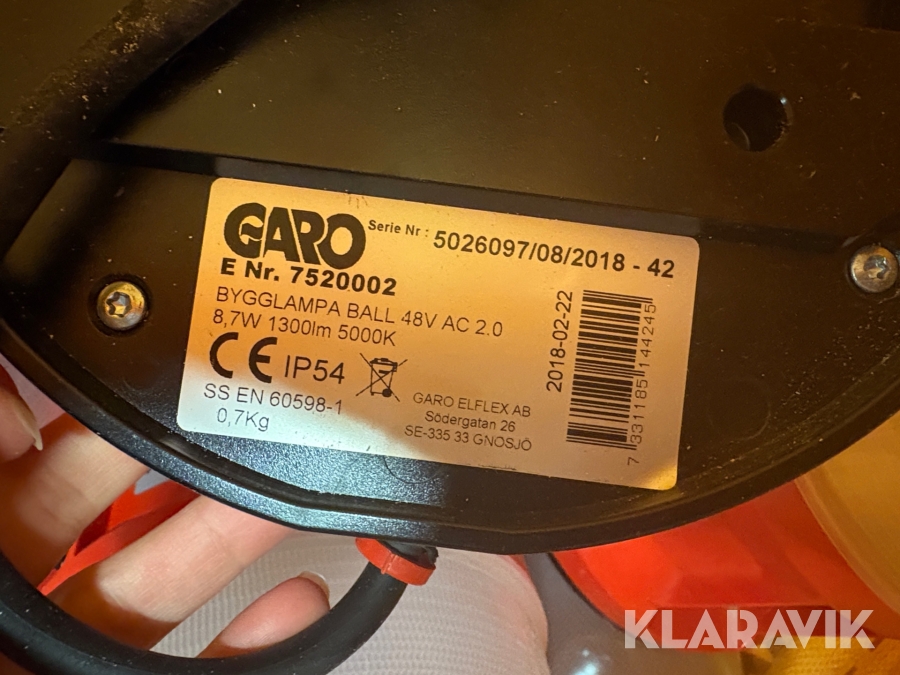 GARO Serie Nr : 5026097/08/2018 - 42
E Nr. 7520002
BYGGLAMPA BALL 48V AC 2.0
8,7W 1300lm 5000K
CE IP54
SS EN 60598-1
0,7Kg
GARO ELFLEX AB
Södergatan 26
SE-335 33 GNOSJÖ
2018-02-22
7 331185 144245
KLARAVIK